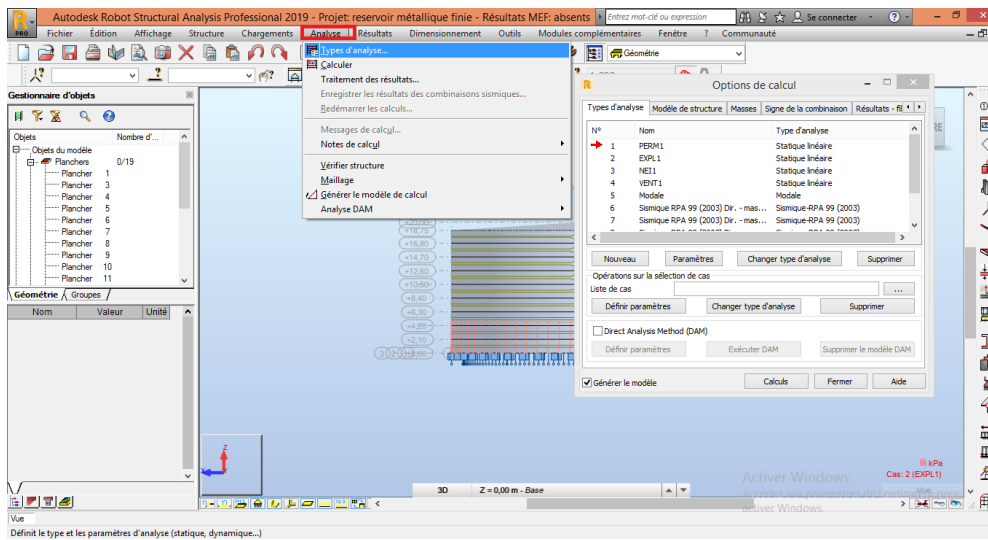 Autodesk Robot Structural Analysis Professional 2019 - Projet: reservoir métallique finie - Résultats MEF: absents
Entrez mot-clé ou expression
Se connecter
PRO
Fichier Édition Affichage Structure Chargements Analyse Résultats Dimensionnement Outils Modules complémentaires Fenêtre ? Communauté
Types d'analyse...
Calculer
Traitement des résultats...
Enregistrer les résultats des combinaisons sismiques...
Redémarrer les calculs...
Messages de calcul...
Notes de calcul
Vérifier structure
Maillage
Générer le modèle de calcul
Analyse DAM
Géométrie
Gestionnaire d'objets
Objets Nombre d'...
Objets du modèle
Planchers 0/19
Plancher 1
Plancher 3
Plancher 4
Plancher 5
Plancher 6
Plancher 7
Plancher 8
Plancher 9
Plancher 10
Plancher 11
Géométrie Groupes
Nom Valeur Unité
+18,75
+16,80
+14,70
+12,60
+10,60
+8,40
+6,30
+4,25
+2,10
Options de calcul
Types d'analyse Modèle de structure Masses Signe de la combinaison Résultats - fil
N° Nom Type d'analyse
1 PERM1 Statique linéaire
2 EXPL1 Statique linéaire
3 NEI1 Statique linéaire
4 VENT1 Statique linéaire
5 Modale Modale
6 Sismique RPA 99 (2003) Dir. - mas... Sismique-RPA 99 (2003)
7 Sismique RPA 99 (2003) Dir. - mas... Sismique-RPA 99 (2003)
Nouveau Paramètres Changer type d'analyse Supprimer
Opérations sur la sélection de cas
Liste de cas ...
Définir paramètres Changer type d'analyse Supprimer
Direct Analysis Method (DAM)
Définir paramètres Exécuter DAM Supprimer le modèle DAM
Générer le modèle Calculs Fermer Aide
z
x
kPa
Cas: 2 (EXPL1)
Activer Windows
activer Windows.
3D Z = 0,00 m - Base
Vue
Définit le type et les paramètres d'analyse (statique, dynamique...)